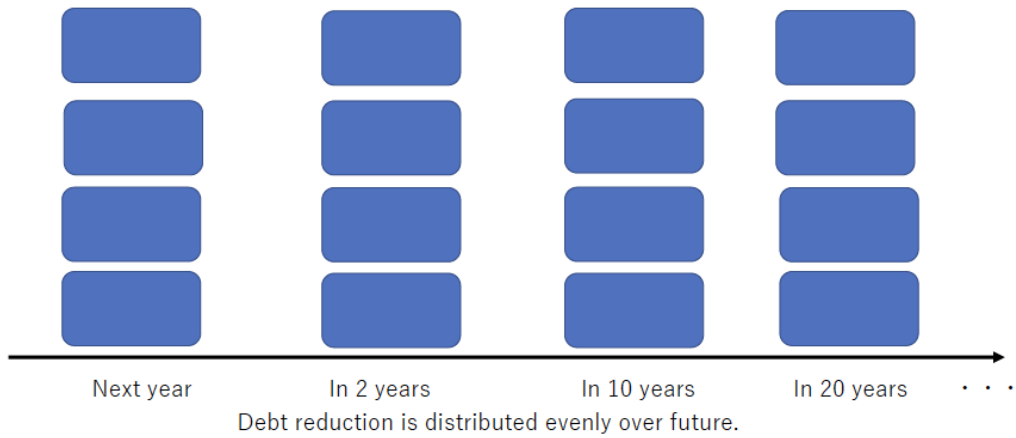 Next year In 2 years In 10 years In 20 years ・・・
Debt reduction is distributed evenly over future.